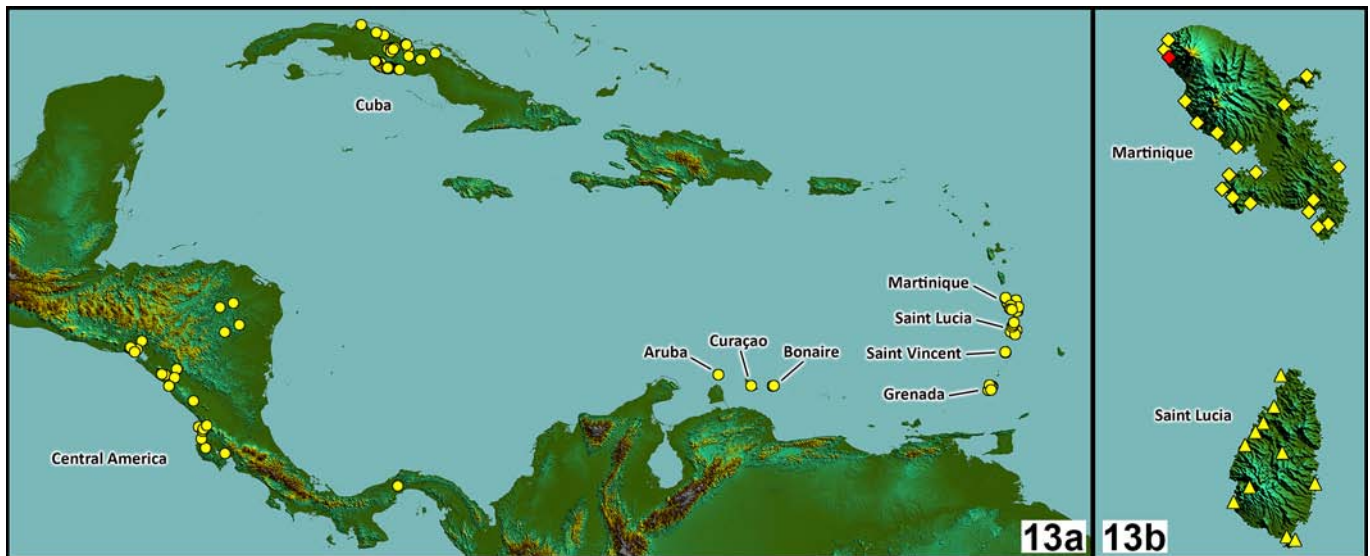 Cuba
Martinique
Saint Lucia
Saint Vincent
Grenada
Aruba
Curaçao
Bonaire
Central America
13a
Martinique
Saint Lucia
13b